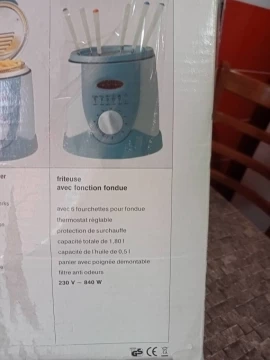 friteuse
avec fonction fondue
avec 6 fourchettes pour fondue
thermostat réglable
protection de surchauffe
capacité totale de 1,80 l
capacité de l'huile de 0,5 l
panier avec poignée démontable
filtre anti odeurs
230 V ~ 840 W
GS CE